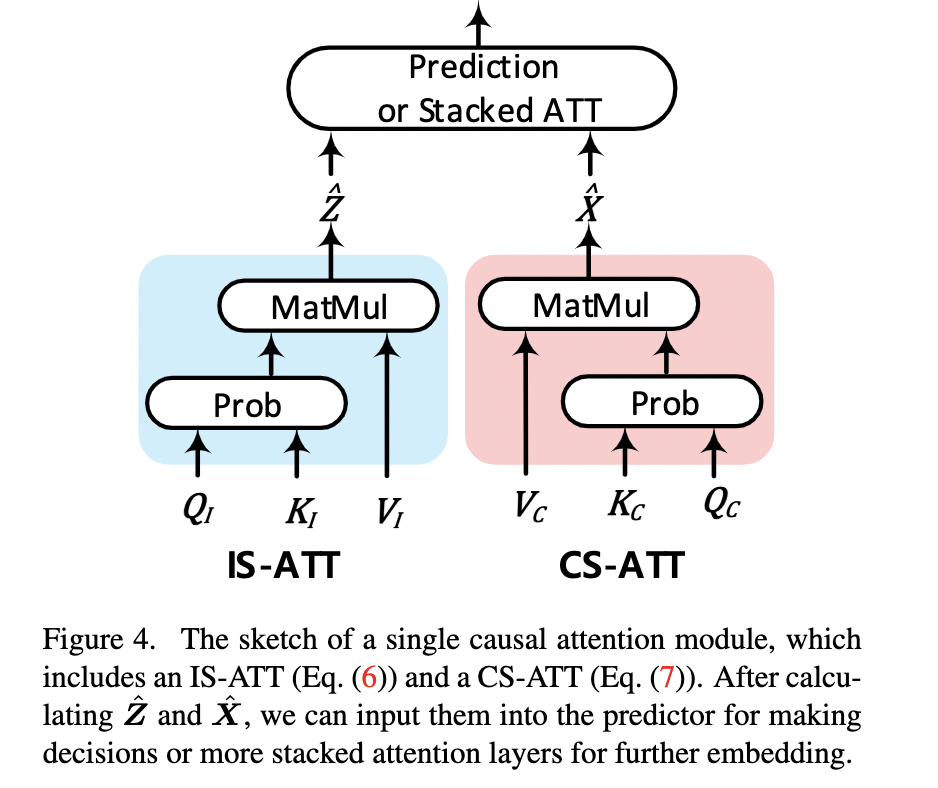 Prediction
or Stacked ATT
Ẑ
X̂
MatMul
MatMul
Prob
Prob
Q_I
K_I
V_I
V_C
K_C
Q_C
IS-ATT
CS-ATT
Figure 4. The sketch of a single causal attention module, which
includes an IS-ATT (Eq. (6)) and a CS-ATT (Eq. (7)). After calcu-
lating Ẑ and X̂, we can input them into the predictor for making
decisions or more stacked attention layers for further embedding.